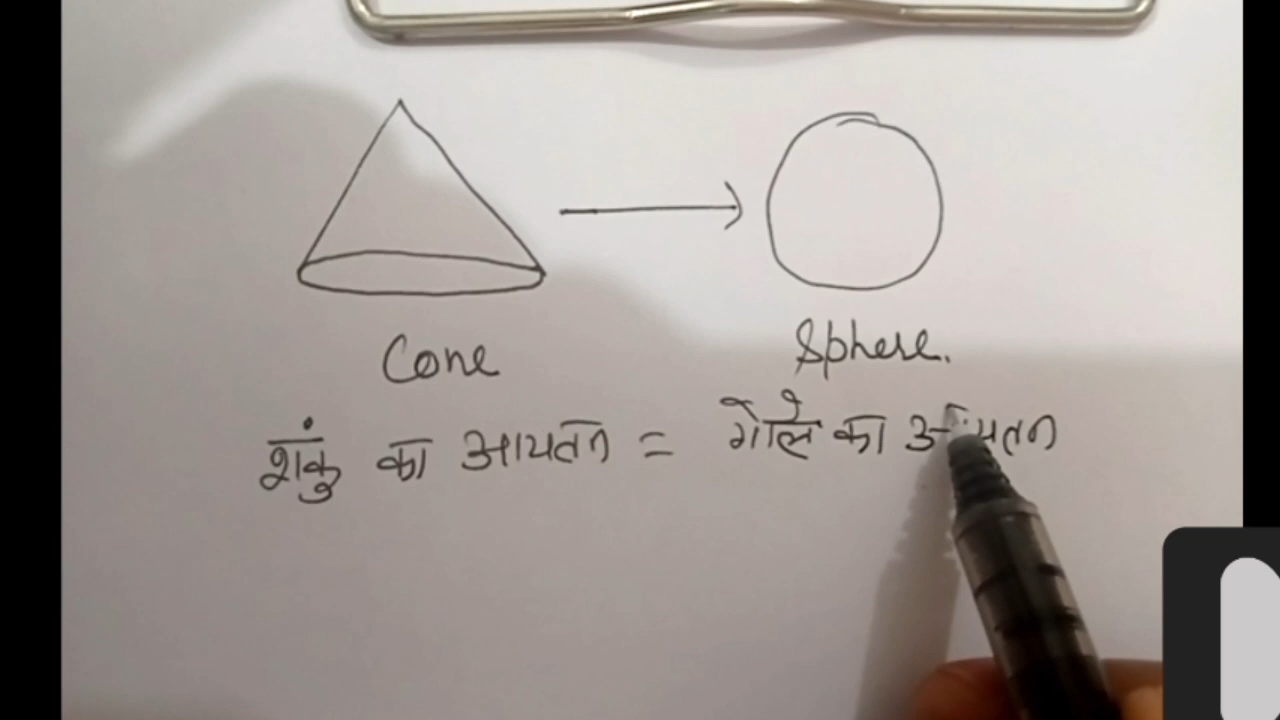 Cone Sphere.
शंकु का आयतन = गोले का आयतन